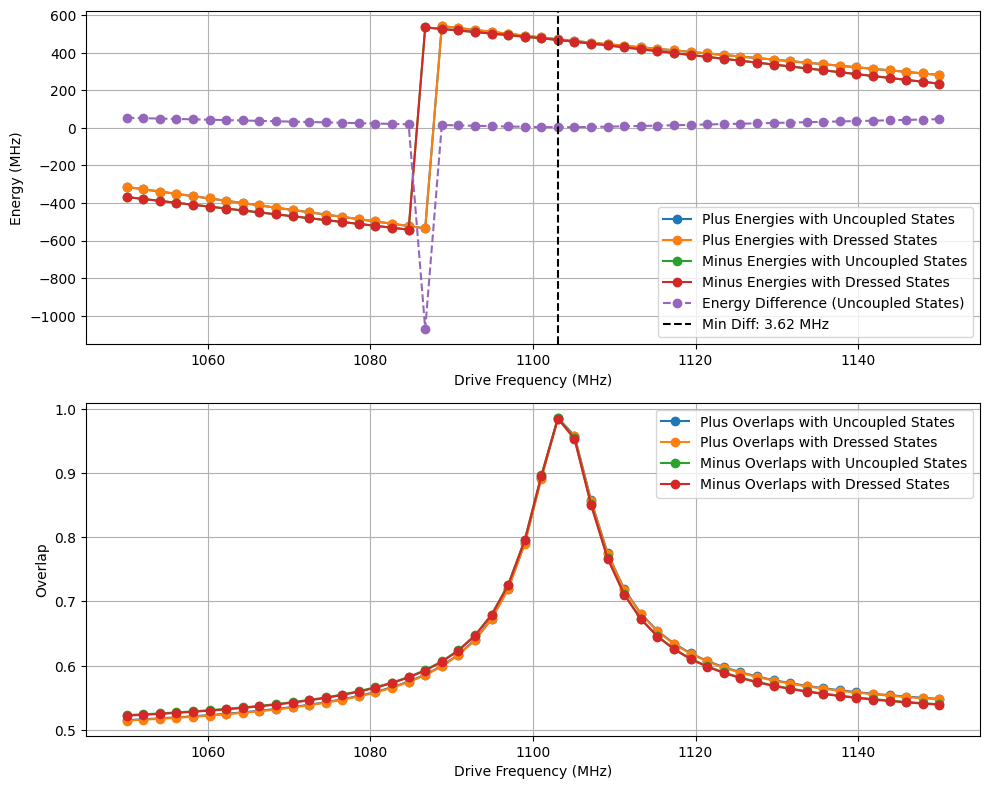 600
400
200
0
−200
−400
−600
−800
−1000
Energy (MHz)
Plus Energies with Uncoupled States
Plus Energies with Dressed States
Minus Energies with Uncoupled States
Minus Energies with Dressed States
Energy Difference (Uncoupled States)
Min Diff: 3.62 MHz
1060 1080 1100 1120 1140
Drive Frequency (MHz)
1.0
0.9
0.8
0.7
0.6
0.5
Overlap
Plus Overlaps with Uncoupled States
Plus Overlaps with Dressed States
Minus Overlaps with Uncoupled States
Minus Overlaps with Dressed States
1060 1080 1100 1120 1140
Drive Frequency (MHz)